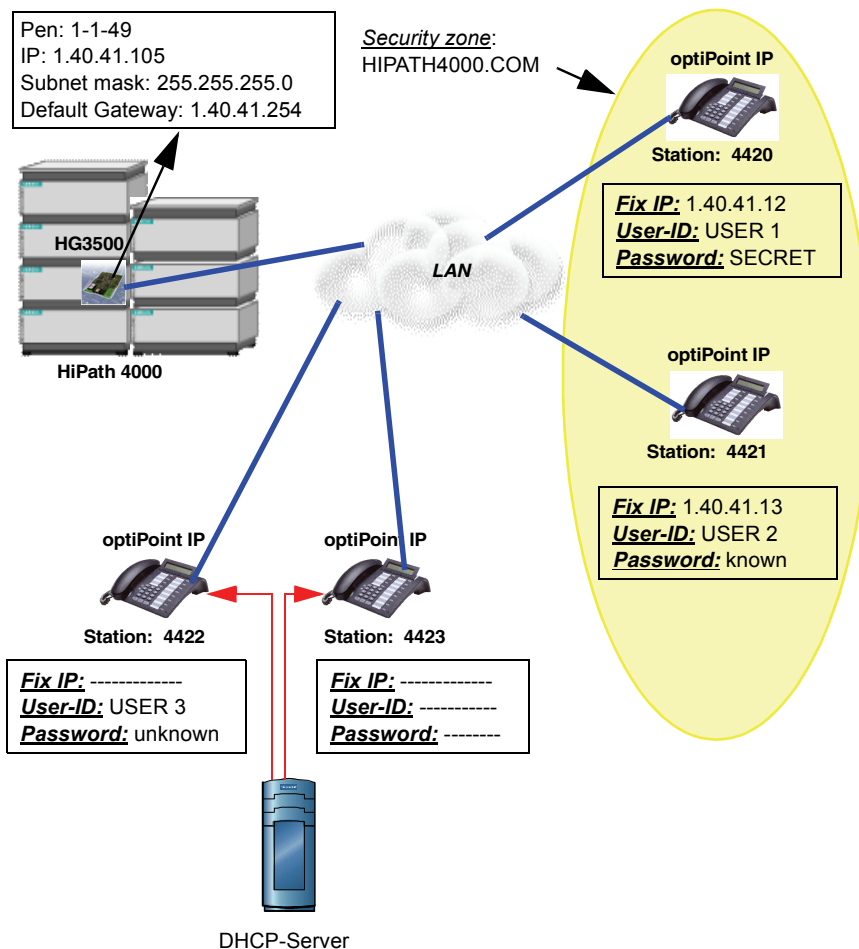 Pen: 1-1-49
IP: 1.40.41.105
Subnet mask: 255.255.255.0
Default Gateway: 1.40.41.254
Security zone:
HIPATH4000.COM
optiPoint IP
Station: 4420
Fix IP: 1.40.41.12
User-ID: USER 1
Password: SECRET
HG3500
HiPath 4000
LAN
optiPoint IP
Station: 4421
Fix IP: 1.40.41.13
User-ID: USER 2
Password: known
optiPoint IP
Station: 4422
Fix IP: -------------
User-ID: USER 3
Password: unknown
optiPoint IP
Station: 4423
Fix IP: -------------
User-ID: -----------
Password: --------
DHCP-Server